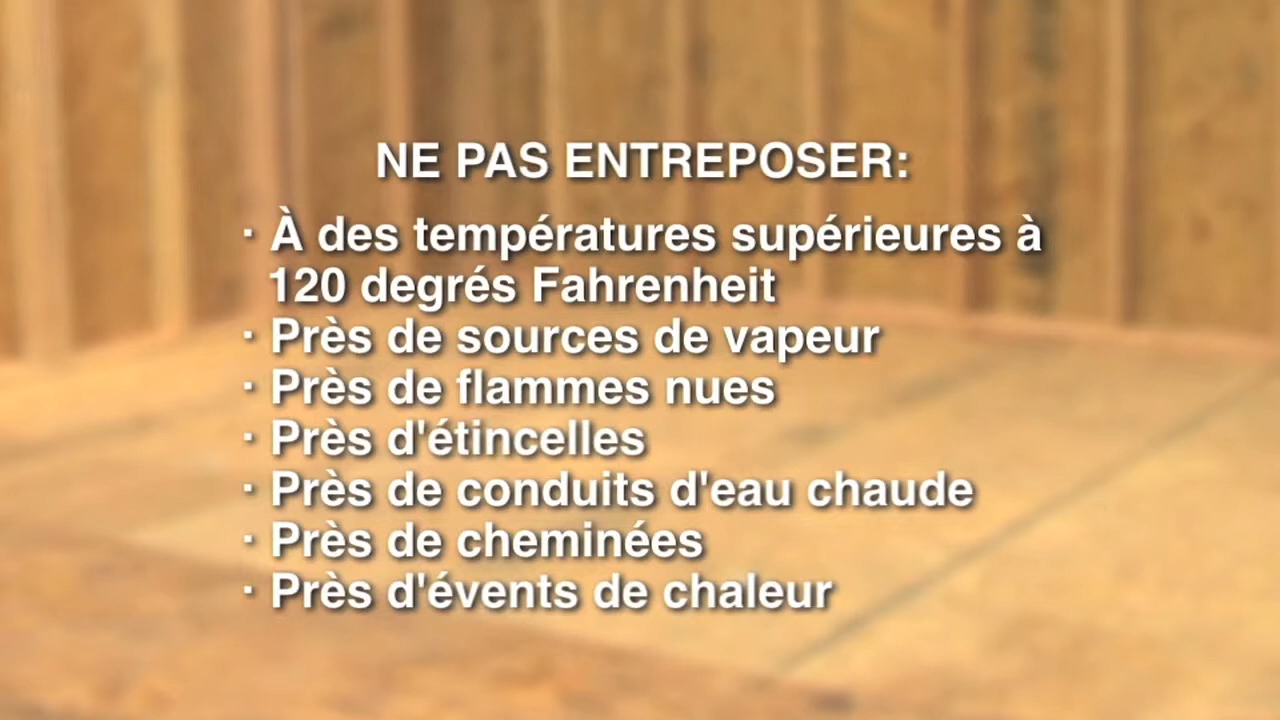 NE PAS ENTREPOSER:
· À des températures supérieures à
120 degrés Fahrenheit
· Près de sources de vapeur
· Près de flammes nues
· Près d'étincelles
· Près de conduits d'eau chaude
· Près de cheminées
· Près d'évents de chaleur